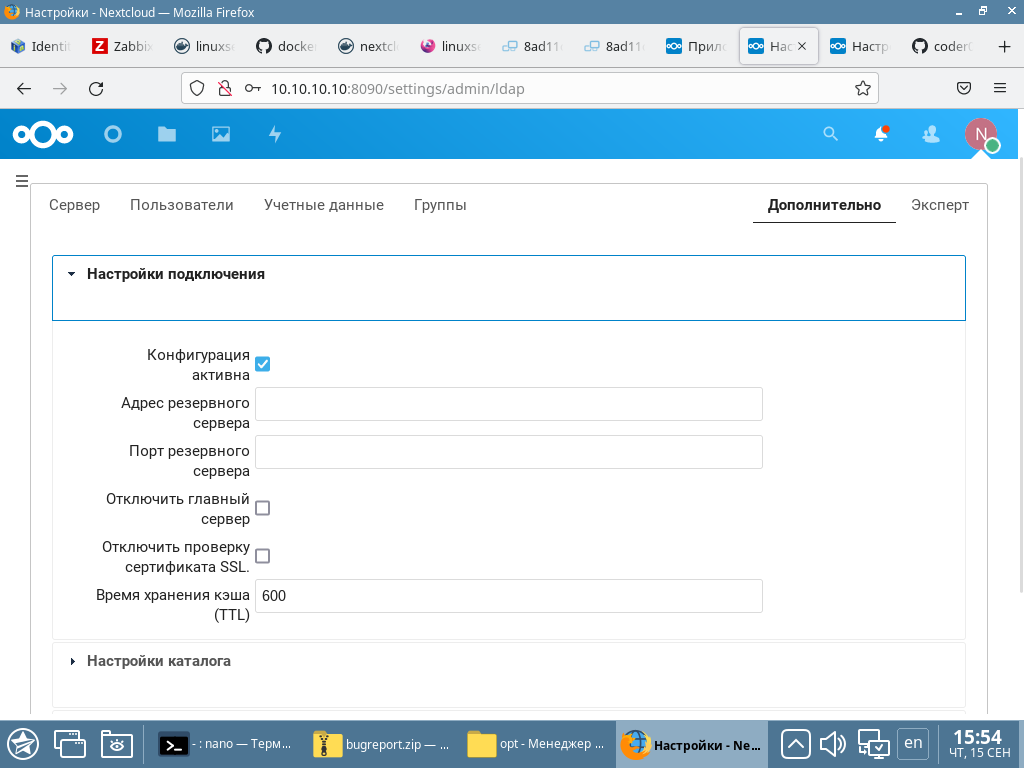 Настройки - Nextcloud — Mozilla Firefox
Identi
Zabbi
linuxse
docke
nextcl
linuxse
8ad11
8ad11
Прил
Нас
Настр
coder
10.10.10.10:8090/settings/admin/ldap
N
Сервер
Пользователи
Учетные данные
Группы
Дополнительно
Эксперт
Настройки подключения
Конфигурация
активна
Адрес резервного
сервера
Порт резервного
сервера
Отключить главный
сервер
Отключить проверку
сертификата SSL.
Время хранения кэша
(TTL)
600
Настройки каталога
- : nano — Терм...
bugreport.zip — ...
opt - Менеджер ...
Настройки - Ne...
en
15:54
ЧТ, 15 СЕН